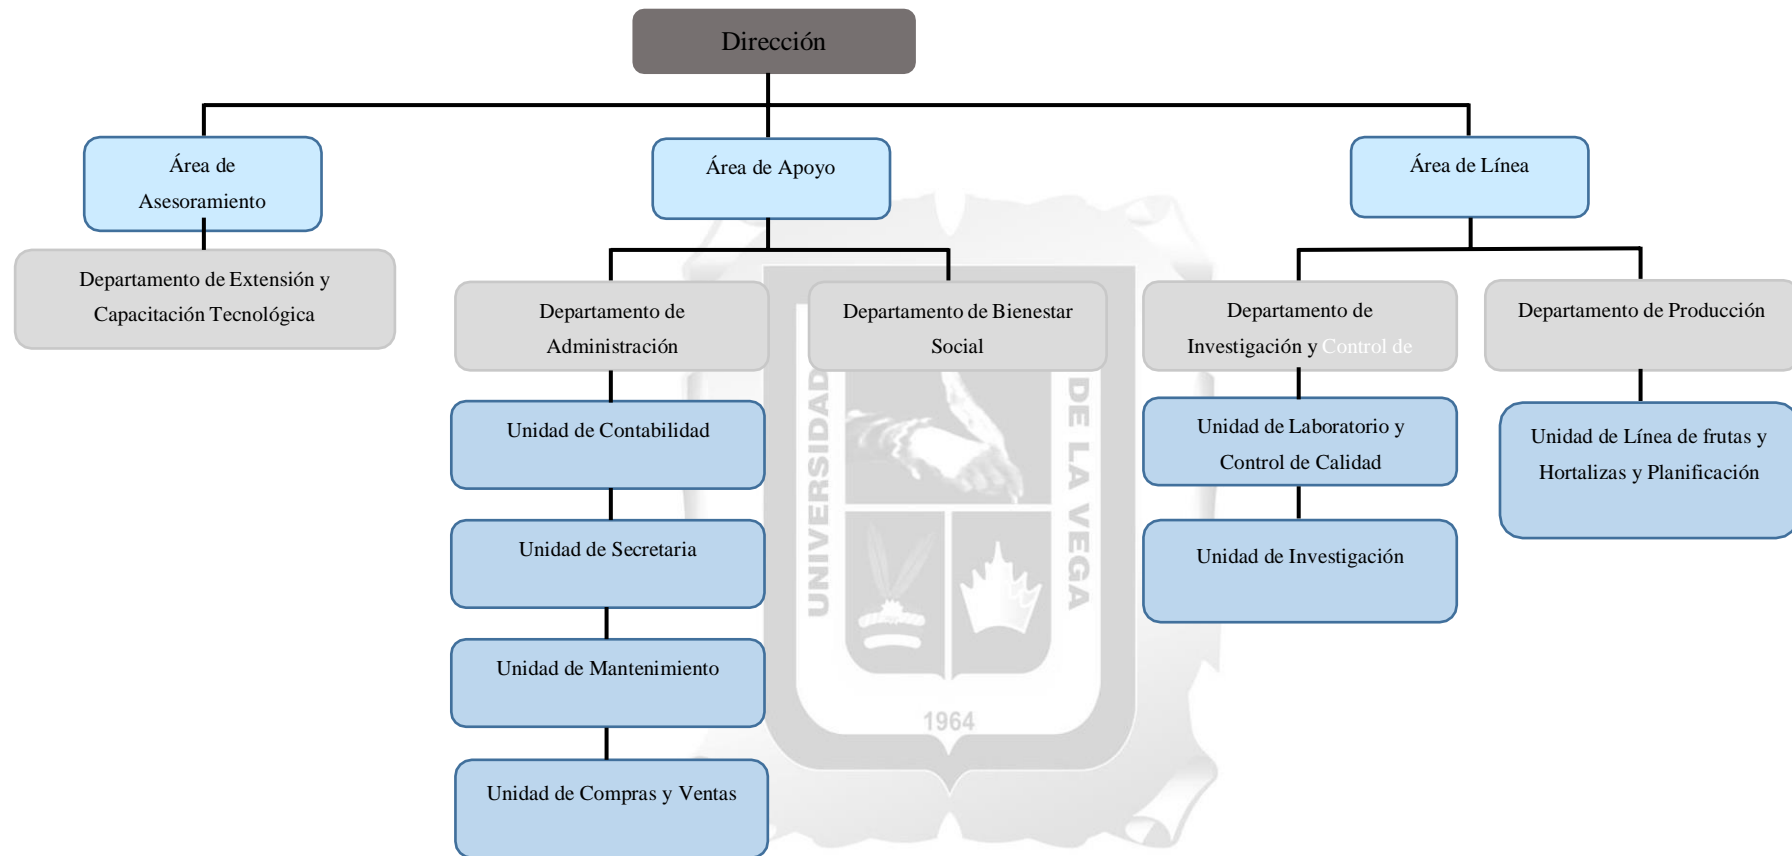 Dirección
Área de
Asesoramiento
Área de Apoyo
Área de Línea
Departamento de Extensión y
Capacitación Tecnológica
Departamento de
Administración
Departamento de Bienestar
Social
Departamento de
Investigación y Control de
Departamento de Producción
Unidad de Contabilidad
Unidad de Laboratorio y
Control de Calidad
Unidad de Línea de frutas y
Hortalizas y Planificación
Unidad de Secretaria
Unidad de Investigación
Unidad de Mantenimiento
Unidad de Compras y Ventas
UNIVERSIDAD
DE LA VEGA
1964